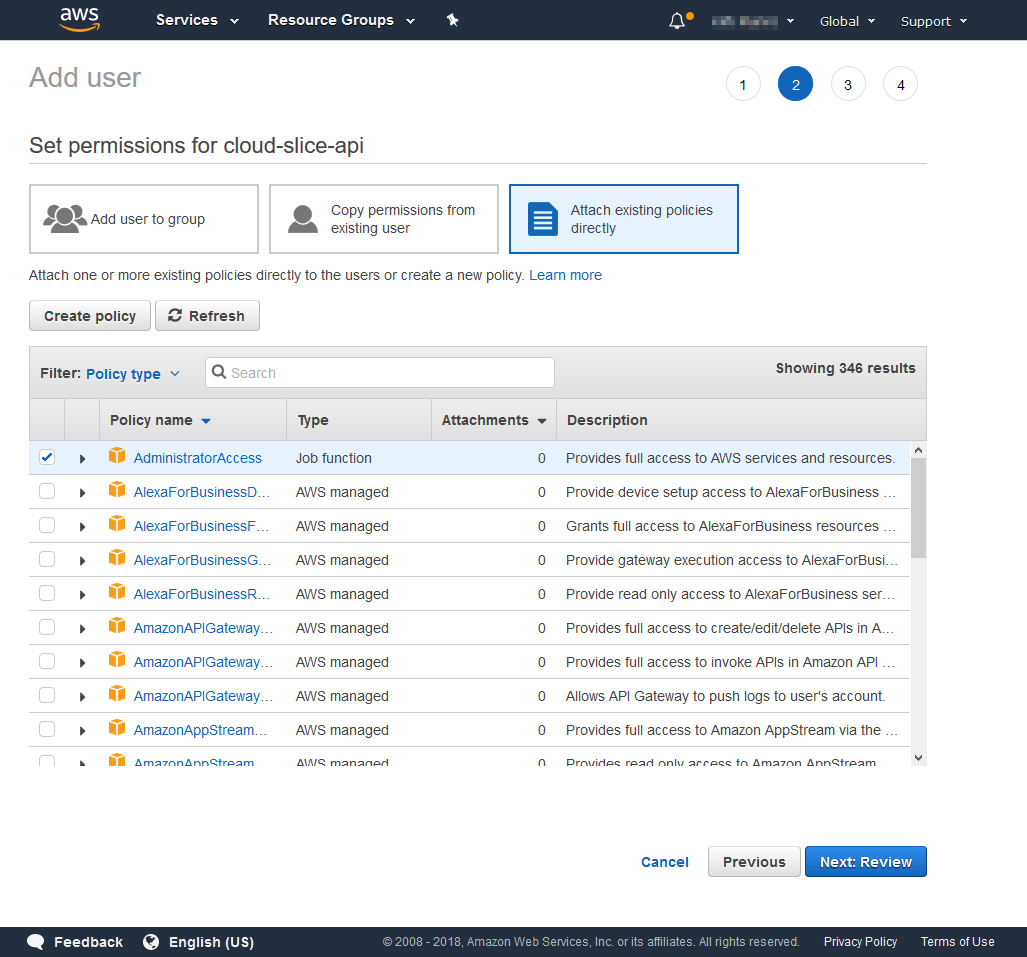 aws Services Resource Groups Global Support
Add user
1 2 3 4
Set permissions for cloud-slice-api
Add user to group
Copy permissions from
existing user
Attach existing policies
directly
Attach one or more existing policies directly to the users or create a new policy. Learn more
Create policy Refresh
Filter: Policy type Search Showing 346 results
Policy name Type Attachments Description
AdministratorAccess Job function 0 Provides full access to AWS services and resources.
AlexaForBusinessD... AWS managed 0 Provide device setup access to AlexaForBusiness ...
AlexaForBusinessF... AWS managed 0 Grants full access to AlexaForBusiness resources ...
AlexaForBusinessG... AWS managed 0 Provide gateway execution access to AlexaForBusi...
AlexaForBusinessR... AWS managed 0 Provide read only access to AlexaForBusiness ser...
AmazonAPIGateway... AWS managed 0 Provides full access to create/edit/delete APIs in A...
AmazonAPIGateway... AWS managed 0 Provides full access to invoke APIs in Amazon API ...
AmazonAPIGateway... AWS managed 0 Allows API Gateway to push logs to user's account.
AmazonAppStream... AWS managed 0 Provides full access to Amazon AppStream via the ...
AmazonAppStream AWS managed 0 Provides read only access to Amazon AppStream
Cancel Previous Next: Review
Feedback English (US) © 2008 - 2018, Amazon Web Services, Inc. or its affiliates. All rights reserved. Privacy Policy Terms of Use